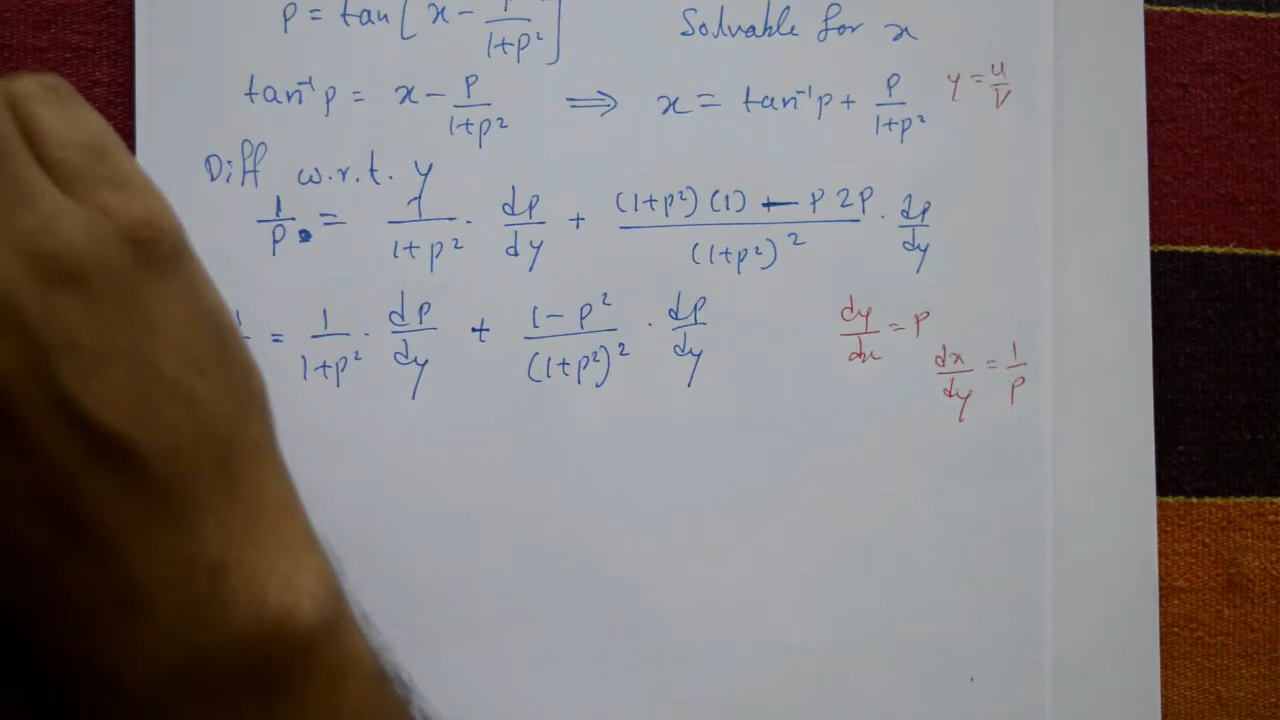 p = tan[x - p/(1+p²)] Solvable for x
tan⁻¹p = x - p/(1+p²) ⟹ x = tan⁻¹p + p/(1+p²) y = u/v
Diff w.r.t. y
1/p = 1/(1+p²) · dp/dy + ((1+p²)(1) - p 2p)/(1+p²)² · dp/dy
= 1/(1+p²) · dp/dy + (1-p²)/(1+p²)² · dp/dy
dy/dx = p
dx/dy = 1/p